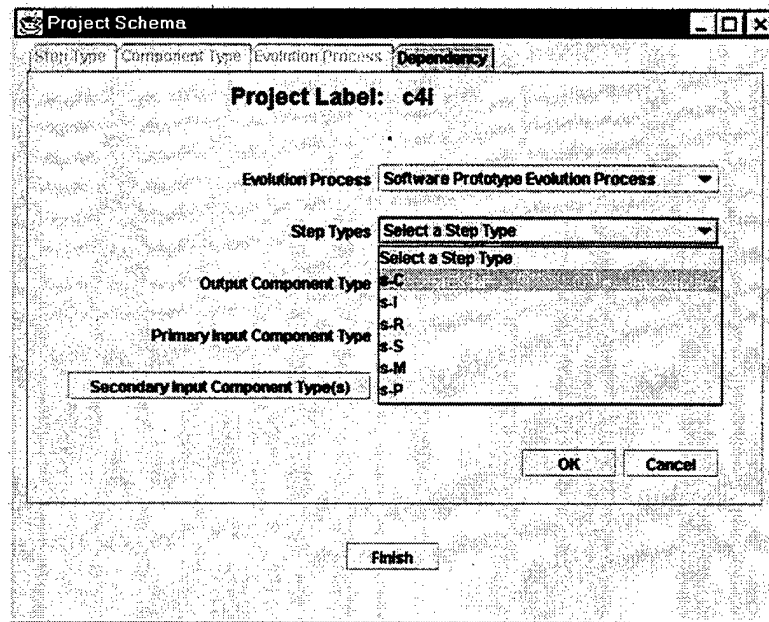 Project Schema
Step Type Component Type Evolution Process Dependency
Project Label: c4i
Evolution Process Software Prototype Evolution Process
Step Types Select a Step Type
Select a Step Type
Output Component Type s-C
s-I
Primary Input Component Type s-R
s-S
s-M
Secondary Input Component Type(s) s-P
OK Cancel
Finish